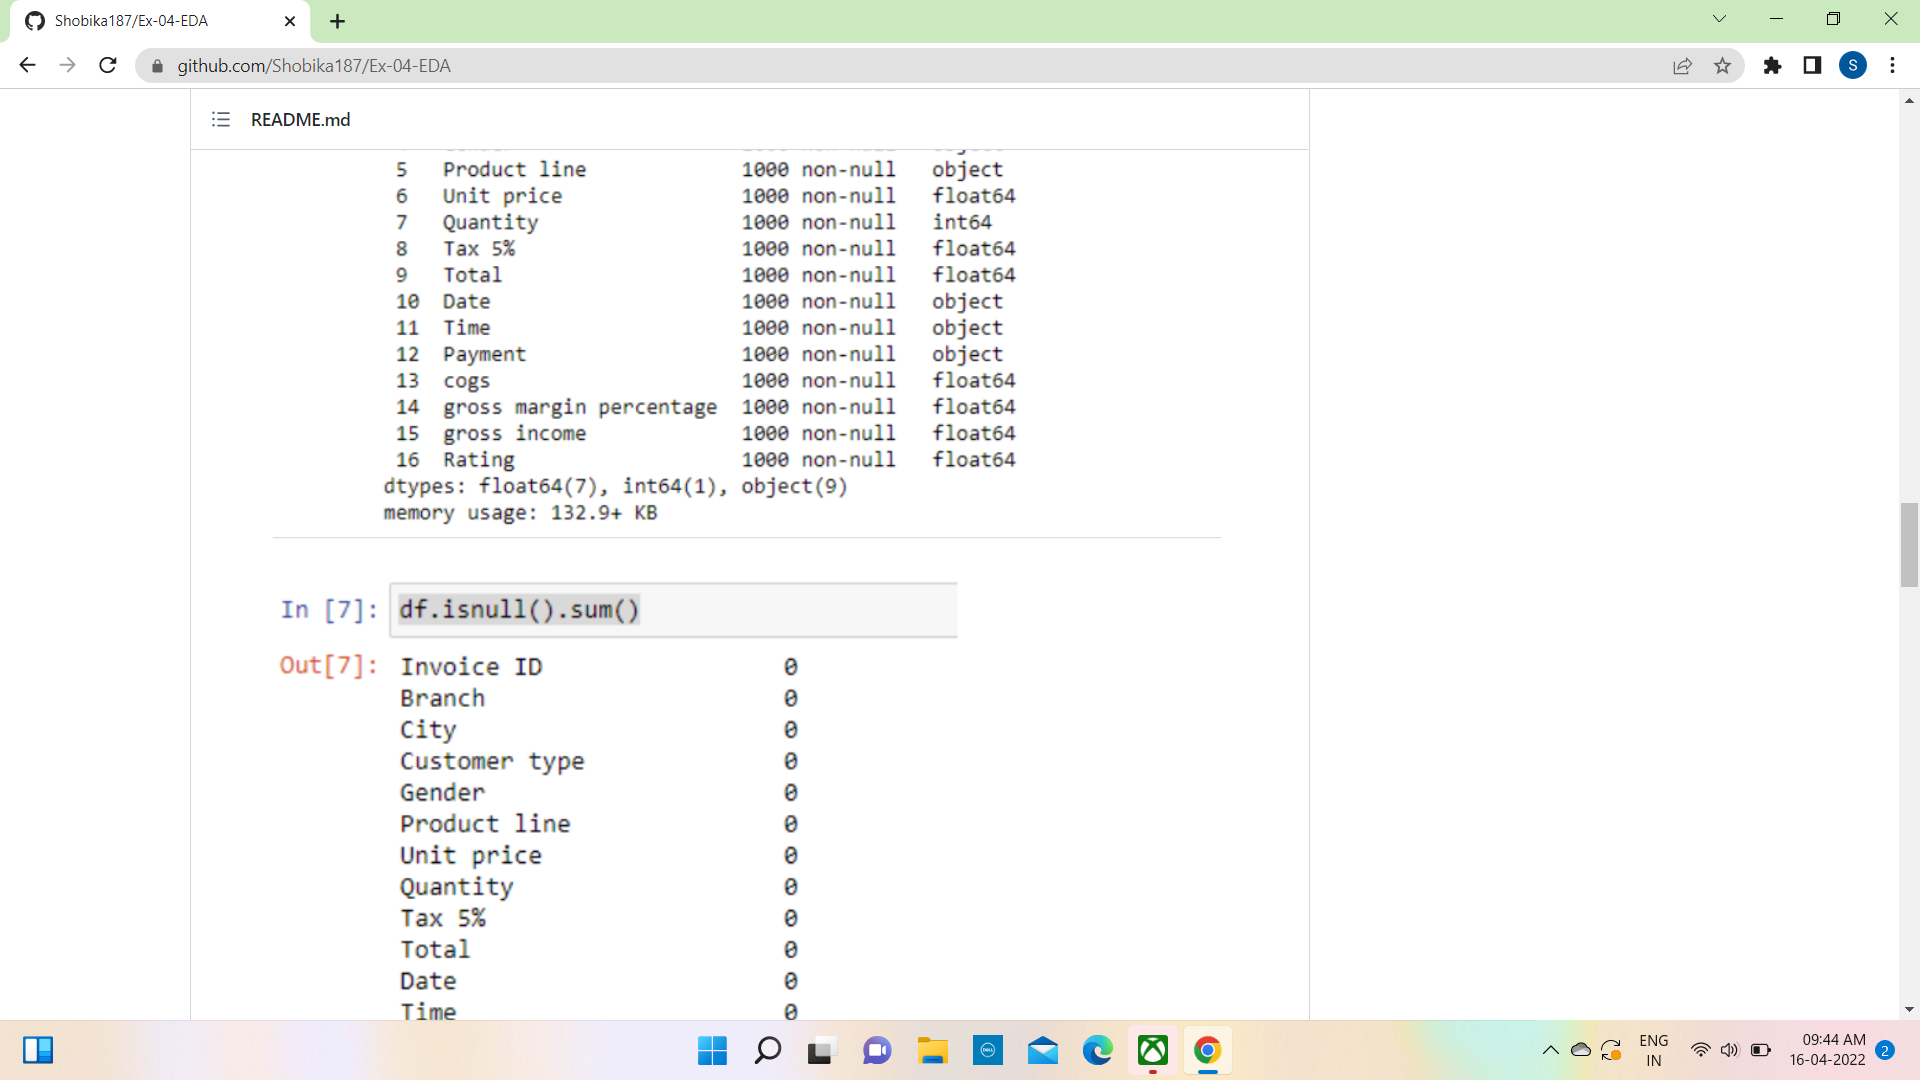 Shobika187/Ex-04-EDA
github.com/Shobika187/Ex-04-EDA
S
README.md
5 Product line 1000 non-null object
6 Unit price 1000 non-null float64
7 Quantity 1000 non-null int64
8 Tax 5% 1000 non-null float64
9 Total 1000 non-null float64
10 Date 1000 non-null object
11 Time 1000 non-null object
12 Payment 1000 non-null object
13 cogs 1000 non-null float64
14 gross margin percentage 1000 non-null float64
15 gross income 1000 non-null float64
16 Rating 1000 non-null float64
dtypes: float64(7), int64(1), object(9)
memory usage: 132.9+ KB
In [7]: df.isnull().sum()
Out[7]: Invoice ID 0
Branch 0
City 0
Customer type 0
Gender 0
Product line 0
Unit price 0
Quantity 0
Tax 5% 0
Total 0
Date 0
Time 0
ENG
IN
09:44 AM
16-04-2022
2